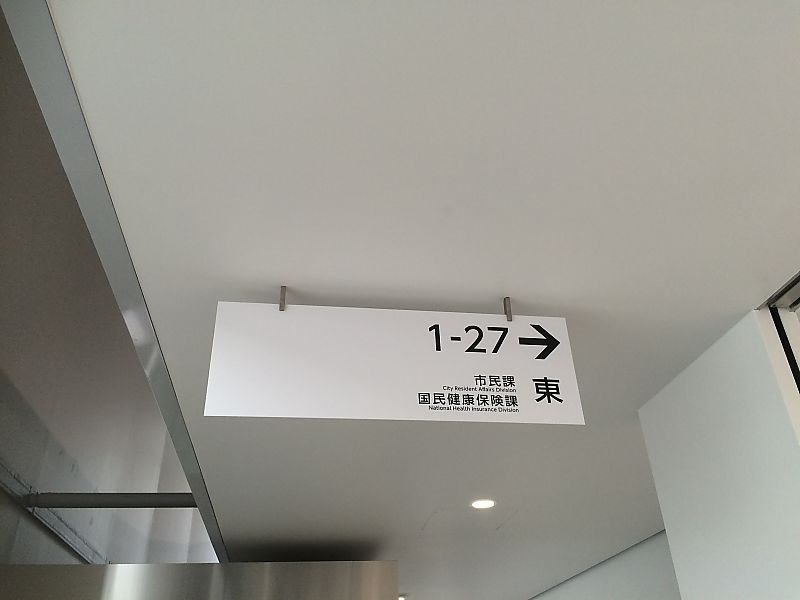 1-27 →
市民課
City Resident Affairs Division
東
国民健康保険課
National Health Insurance Division